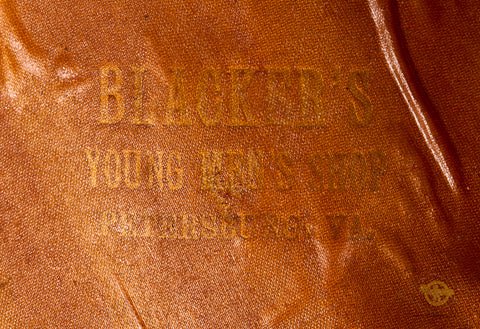 BLACKER'S
YOUNG MEN'S SHOP
PETERSBURG, VA.